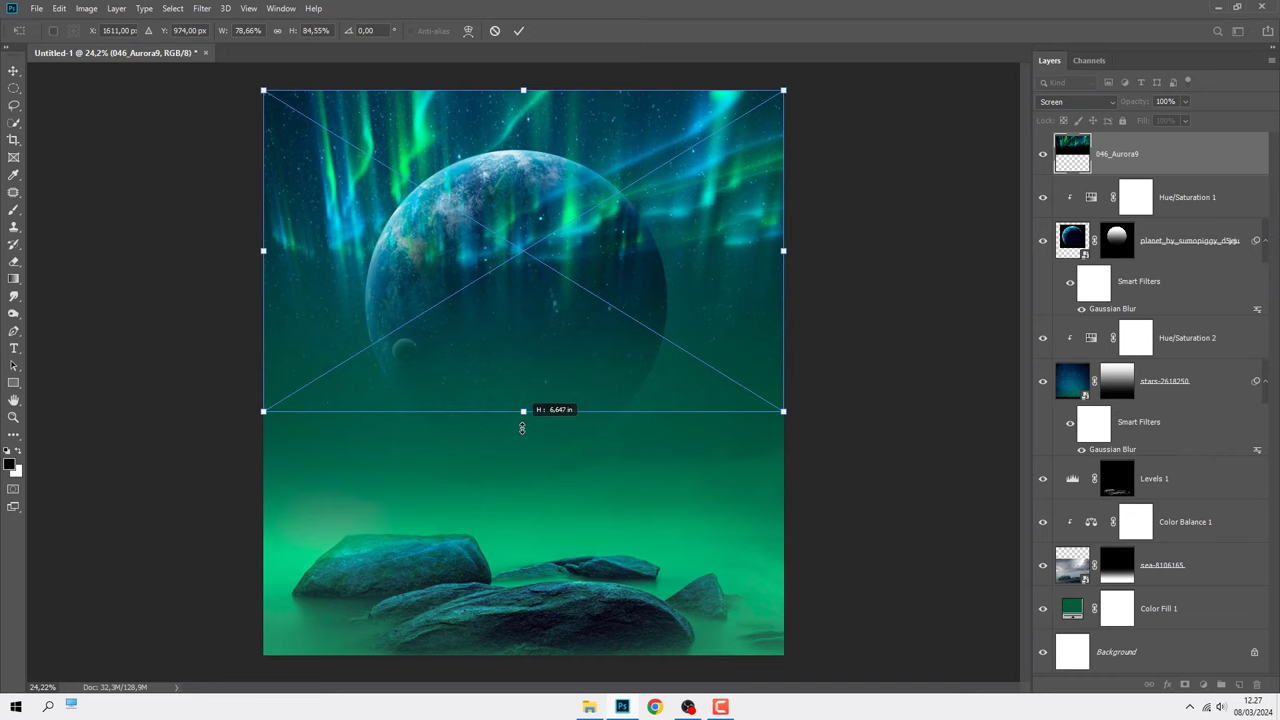 Ps File Edit Image Layer Type Select Filter 3D View Window Help
X: 1611,00 px Y: 974,00 px W: 78,66% H: 84,55% 0,00 ° Anti-alias
Untitled-1 @ 24,2% (046_Aurora9, RGB/8) * ×
Layers Channels
Kind
Screen Opacity: 100%
Lock: Fill: 100%
046_Aurora9
Hue/Saturation 1
Smart Filters
Gaussian Blur
Hue/Saturation 2
stars-2618250
Smart Filters
H : 6,647 in
Gaussian Blur
Levels 1
Color Balance 1
sea-8106165
Color Fill 1
Background
24,22% Doc: 32,3M/128,9M
Ps
12.27
08/03/2024